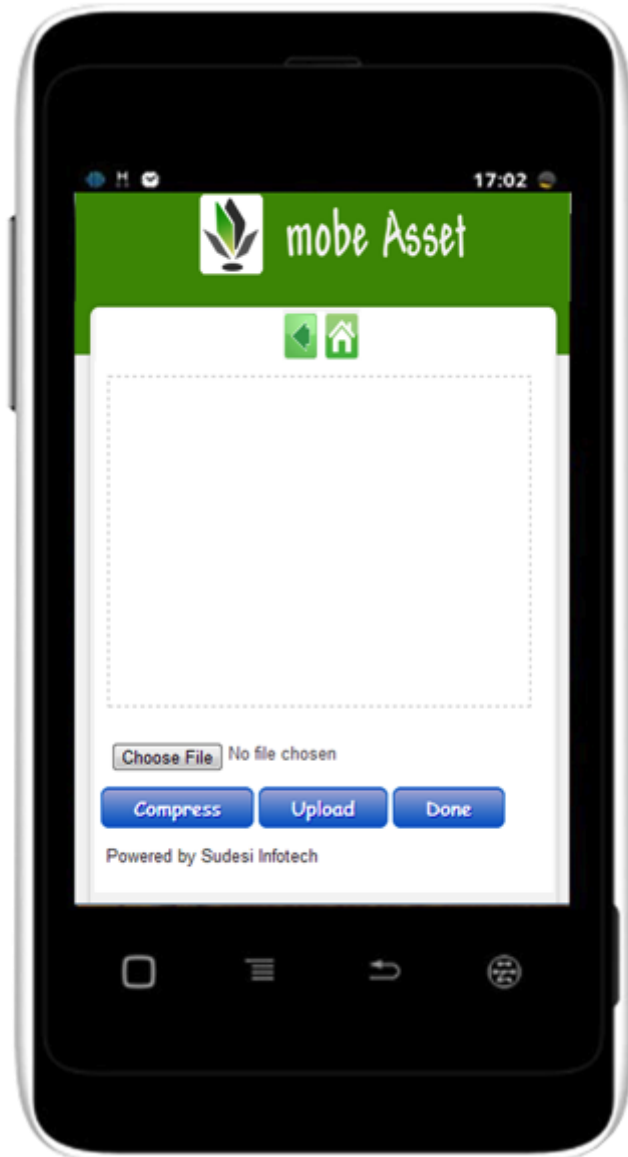 17:02
mobe Asset
Choose File No file chosen
Compress Upload Done
Powered by Sudesi Infotech